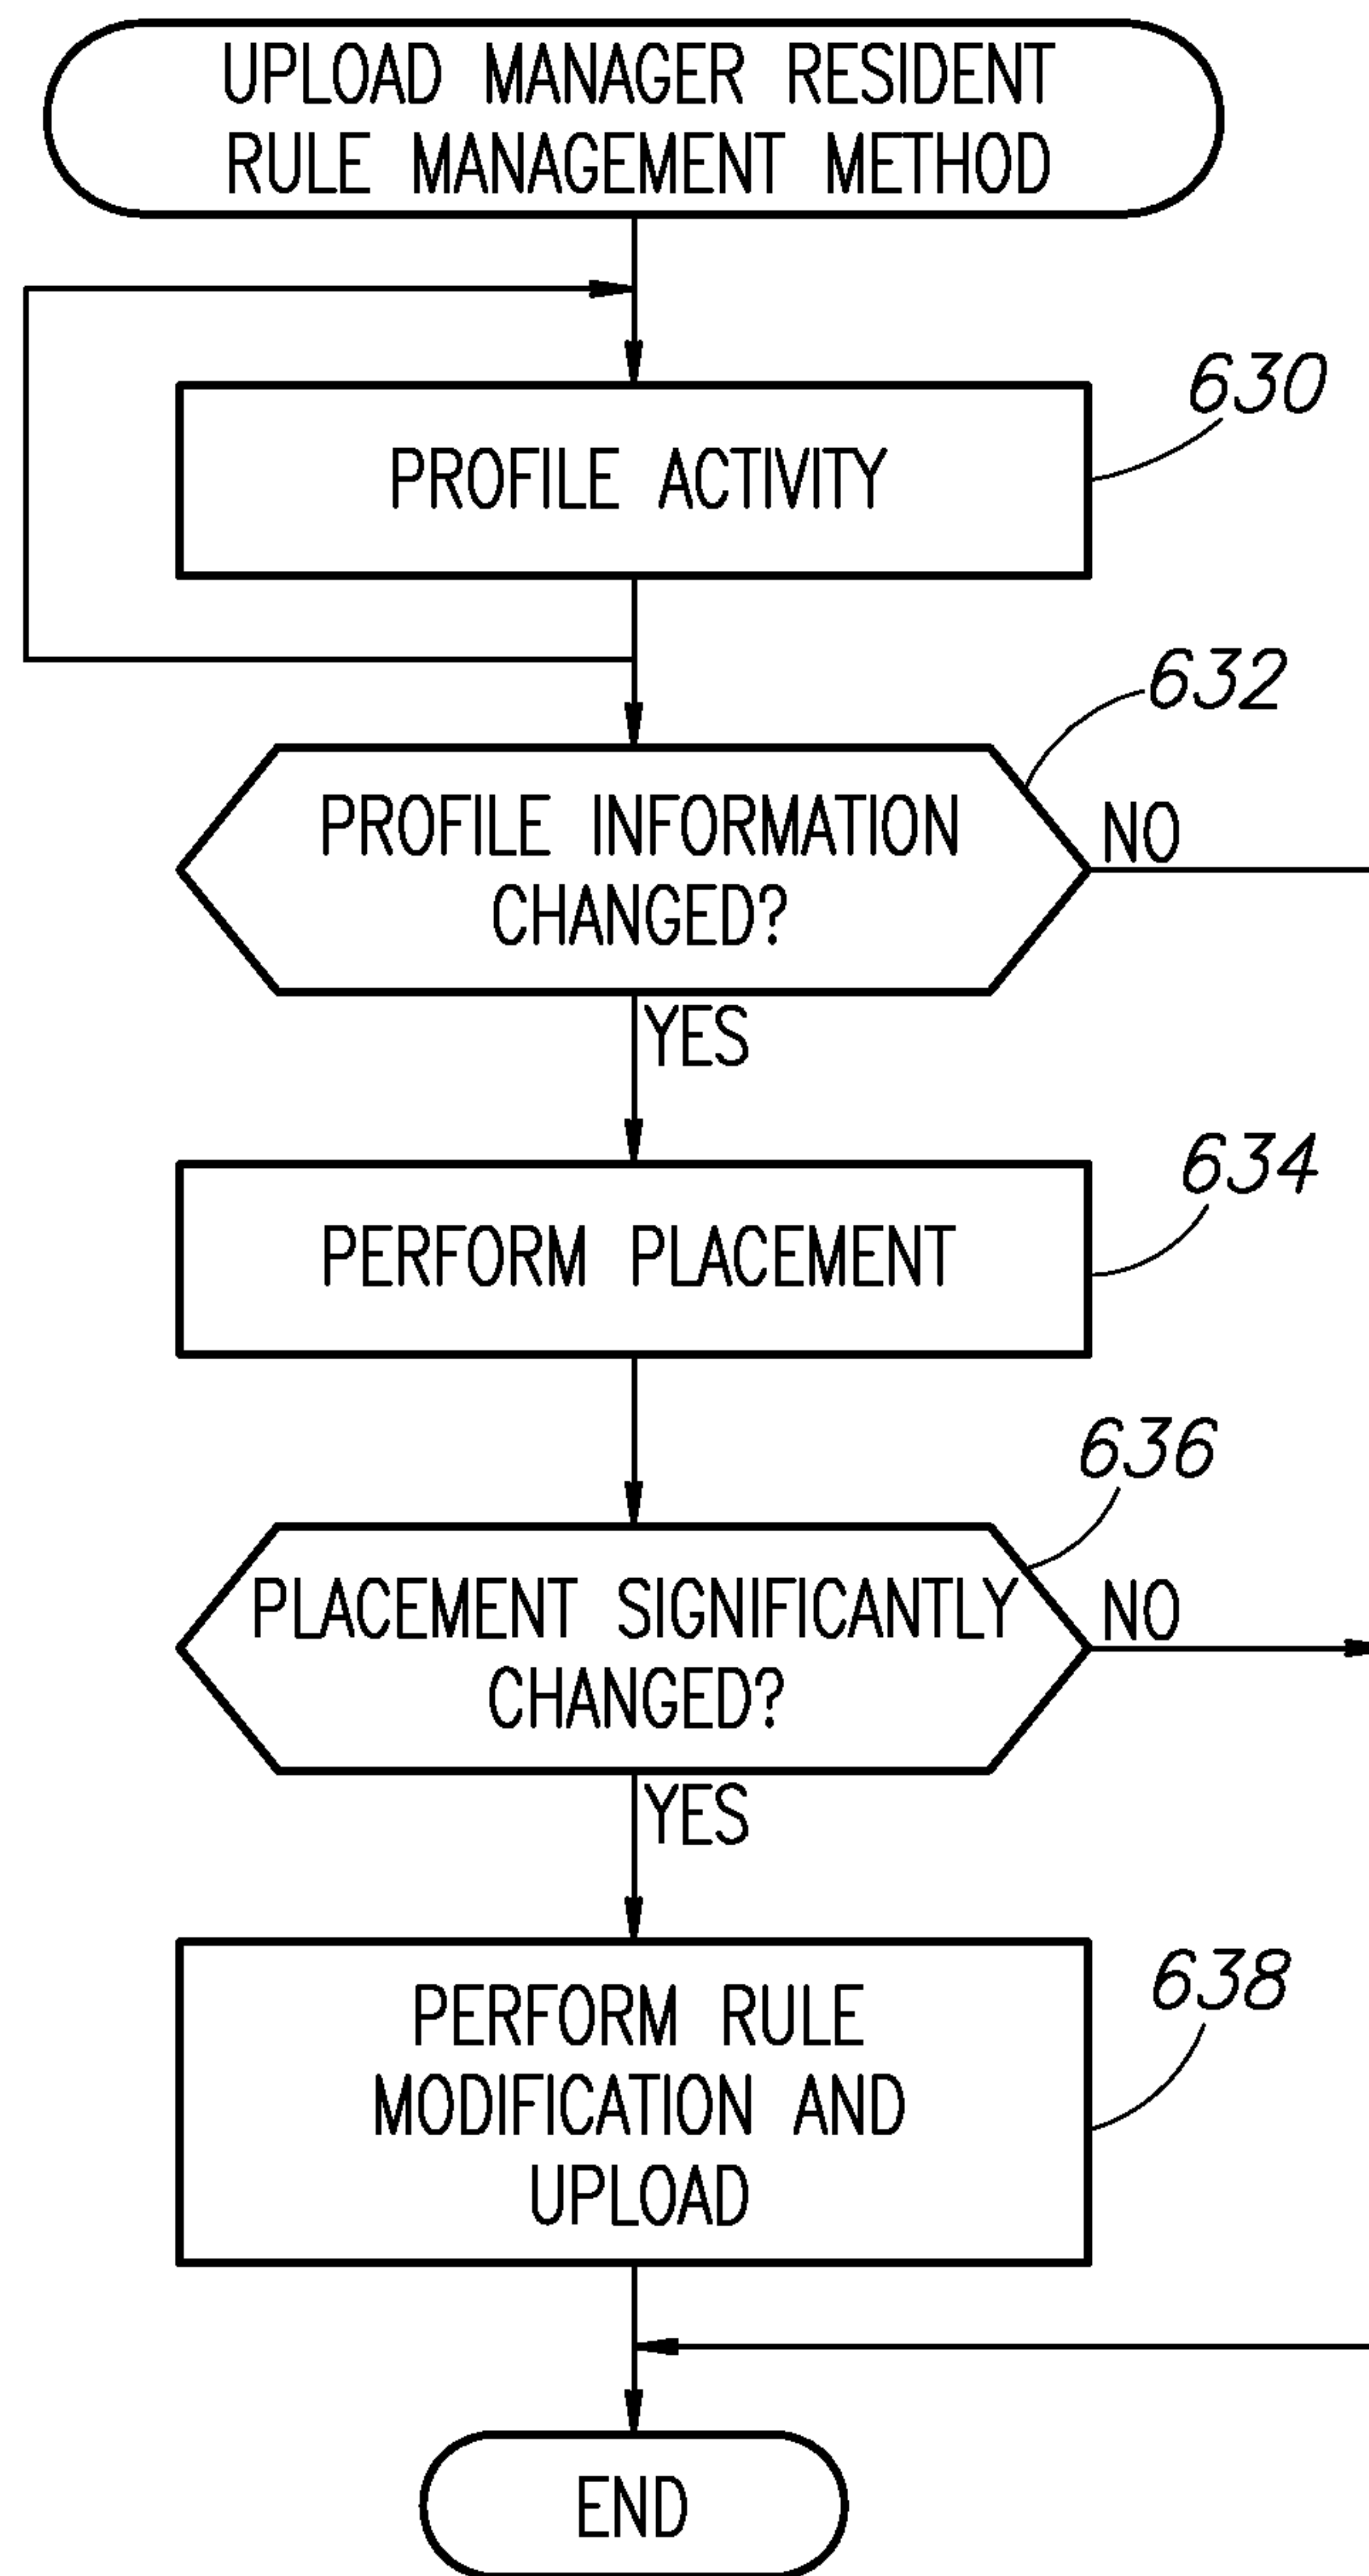 UPLOAD MANAGER RESIDENT
RULE MANAGEMENT METHOD
630
PROFILE ACTIVITY
632
PROFILE INFORMATION
CHANGED?
NO
YES
634
PERFORM PLACEMENT
636
PLACEMENT SIGNIFICANTLY
CHANGED?
NO
YES
638
PERFORM RULE
MODIFICATION AND
UPLOAD
END